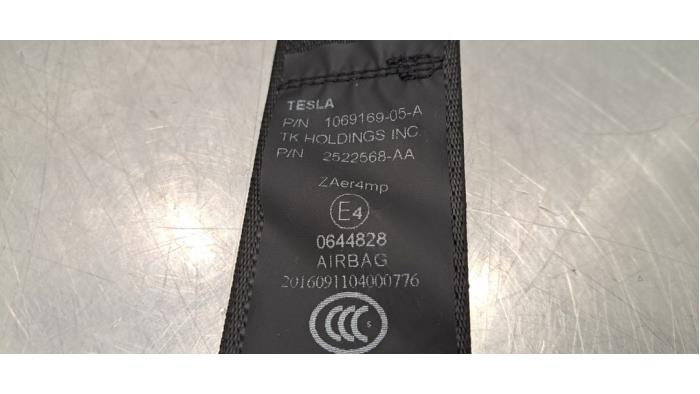 TESLA
P/N 1069169-05-A
TK HOLDINGS INC
P/N 2522568-AA
ZAer4mp
E4
0644828
AIRBAG
2016091104000776
CCC S